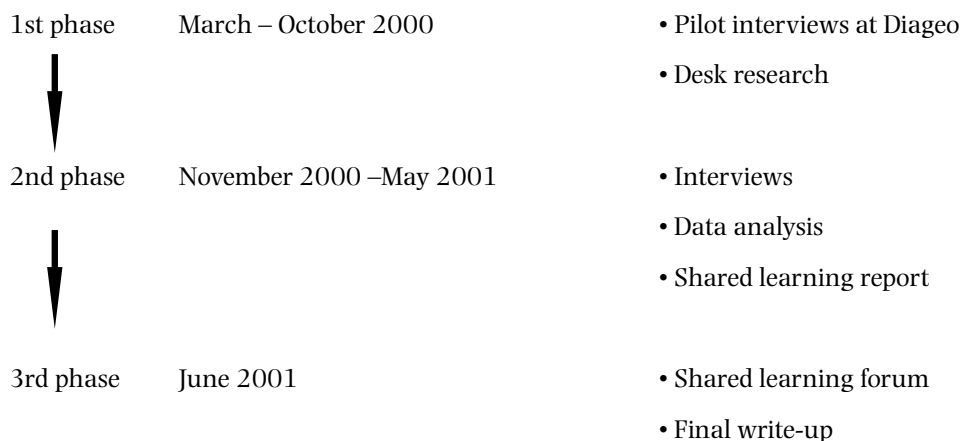 1st phase March – October 2000 • Pilot interviews at Diageo
• Desk research
2nd phase November 2000 –May 2001 • Interviews
• Data analysis
• Shared learning report
3rd phase June 2001 • Shared learning forum
• Final write-up